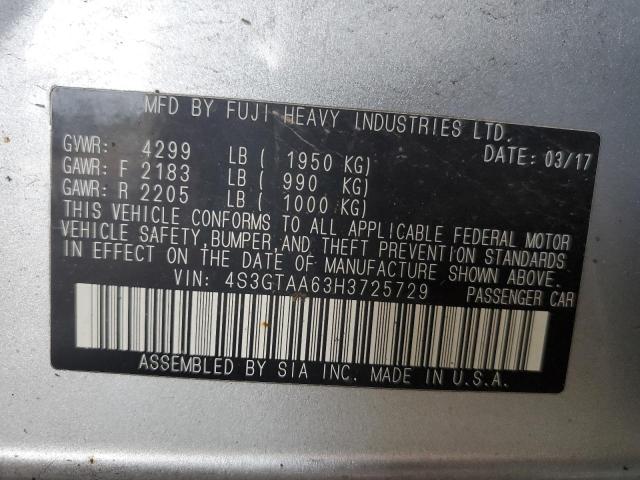 MFD BY FUJI HEAVY INDUSTRIES LTD.
GVWR: 4299 LB ( 1950 KG) DATE: 03/17
GAWR: F 2183 LB ( 990 KG)
GAWR: R 2205 LB ( 1000 KG)
THIS VEHICLE CONFORMS TO ALL APPLICABLE FEDERAL MOTOR
VEHICLE SAFETY, BUMPER, AND THEFT PREVENTION STANDARDS
IN EFFECT ON THE DATE OF MANUFACTURE SHOWN ABOVE.
VIN: 4S3GTAA63H3725729 PASSENGER CAR
ASSEMBLED BY SIA INC. MADE IN U.S.A.